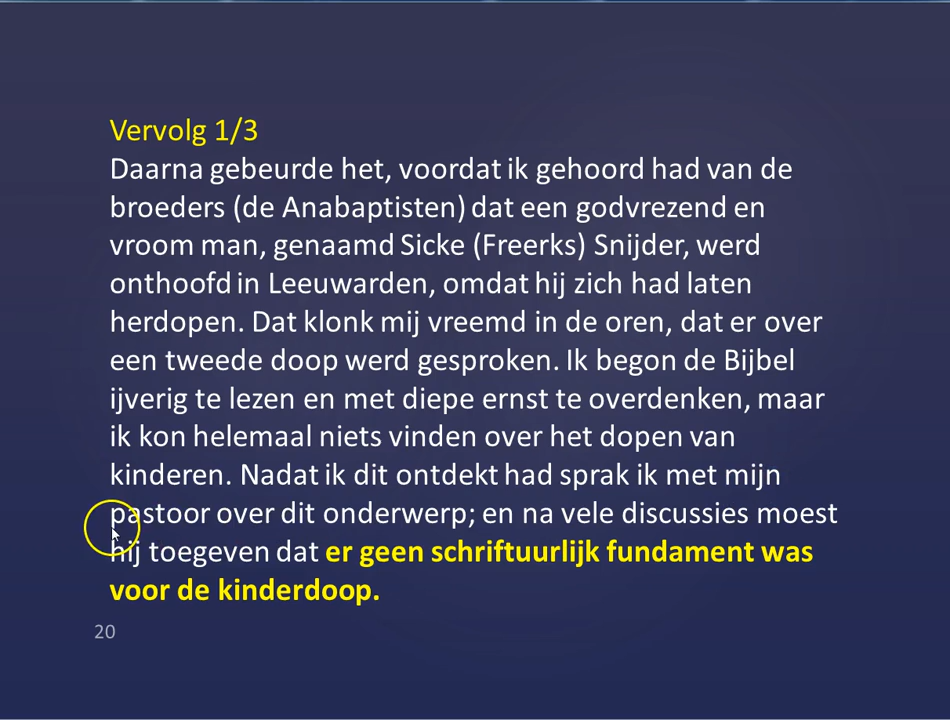 Vervolg 1/3
Daarna gebeurde het, voordat ik gehoord had van de
broeders (de Anabaptisten) dat een godvrezend en
vroom man, genaamd Sicke (Freerks) Snijder, werd
onthoofd in Leeuwarden, omdat hij zich had laten
herdopen. Dat klonk mij vreemd in de oren, dat er over
een tweede doop werd gesproken. Ik begon de Bijbel
ijverig te lezen en met diepe ernst te overdenken, maar
ik kon helemaal niets vinden over het dopen van
kinderen. Nadat ik dit ontdekt had sprak ik met mijn
pastoor over dit onderwerp; en na vele discussies moest
hij toegeven dat er geen schriftuurlijk fundament was
voor de kinderdoop.
20